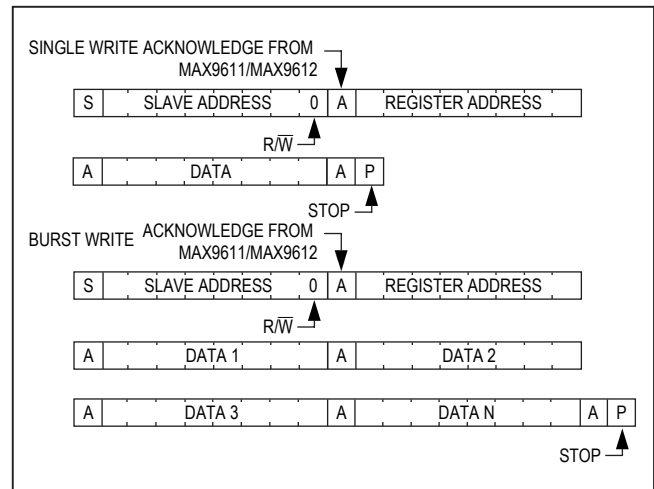 SINGLE WRITE ACKNOWLEDGE FROM
MAX9611/MAX9612
S SLAVE ADDRESS 0 A REGISTER ADDRESS
R/W̅
A DATA A P
STOP
BURST WRITE ACKNOWLEDGE FROM
MAX9611/MAX9612
S SLAVE ADDRESS 0 A REGISTER ADDRESS
R/W̅
A DATA 1 A DATA 2
A DATA 3 A DATA N A P
STOP